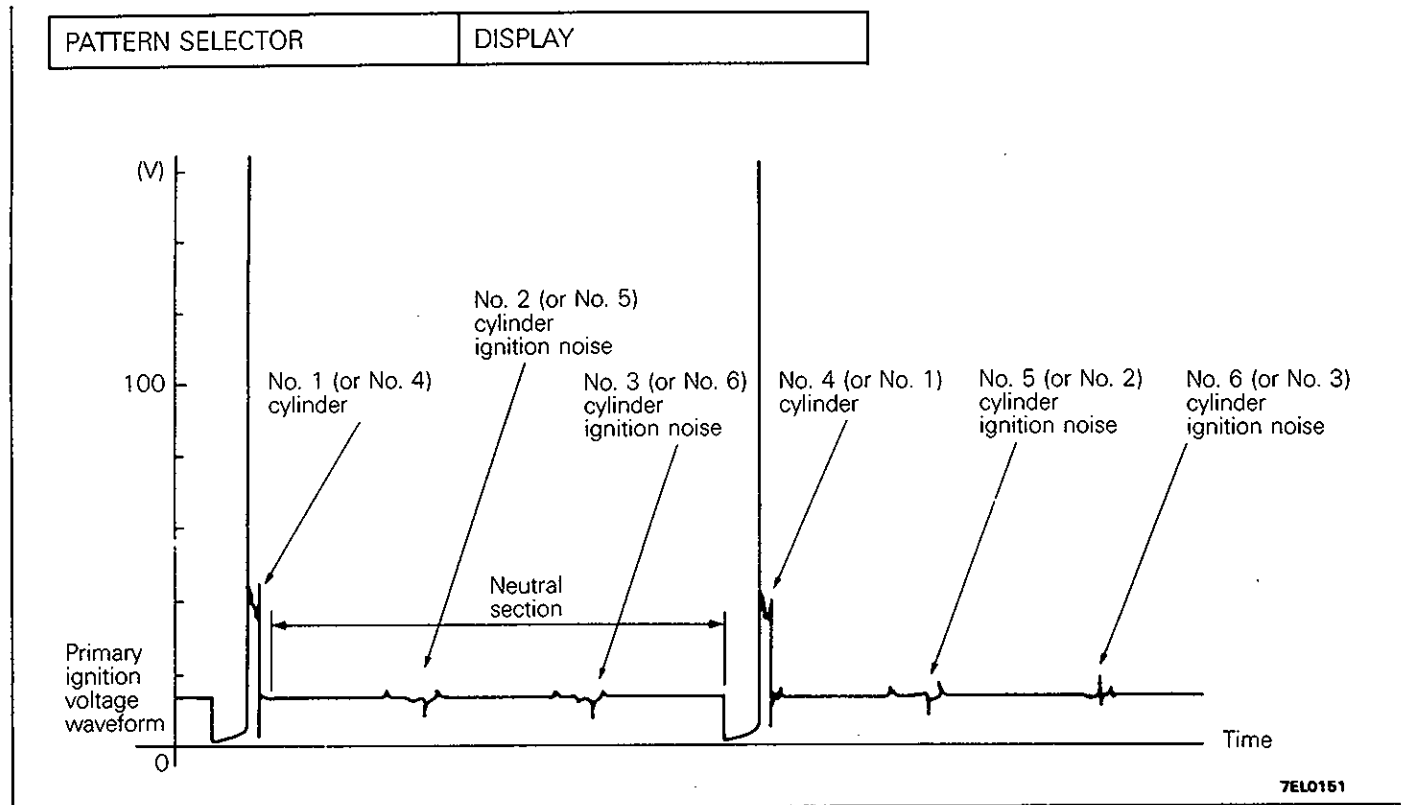 PATTERN SELECTOR DISPLAY
(V)
No. 2 (or No. 5)
cylinder
ignition noise
100
No. 1 (or No. 4)
cylinder
No. 3 (or No. 6)
cylinder
ignition noise
No. 4 (or No. 1)
cylinder
No. 5 (or No. 2)
cylinder
ignition noise
No. 6 (or No. 3)
cylinder
ignition noise
Neutral
section
Primary
ignition
voltage
waveform
0
Time
7EL0151